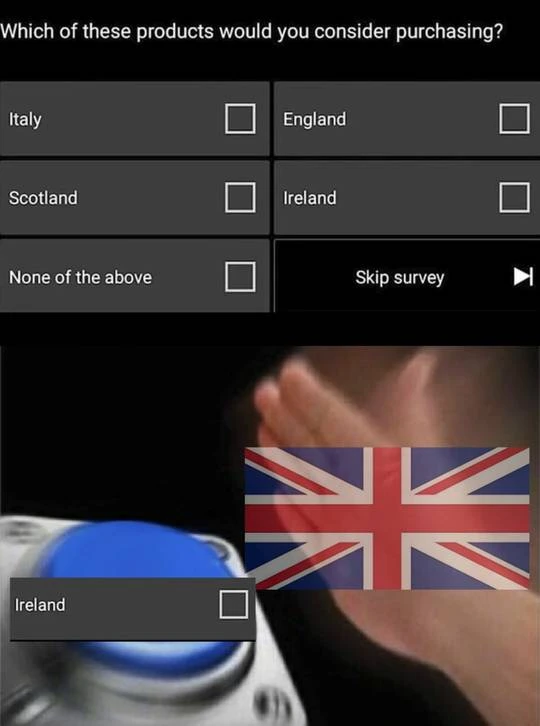 Which of these products would you consider purchasing?
Italy
England
Scotland
Ireland
None of the above
Skip survey
Ireland